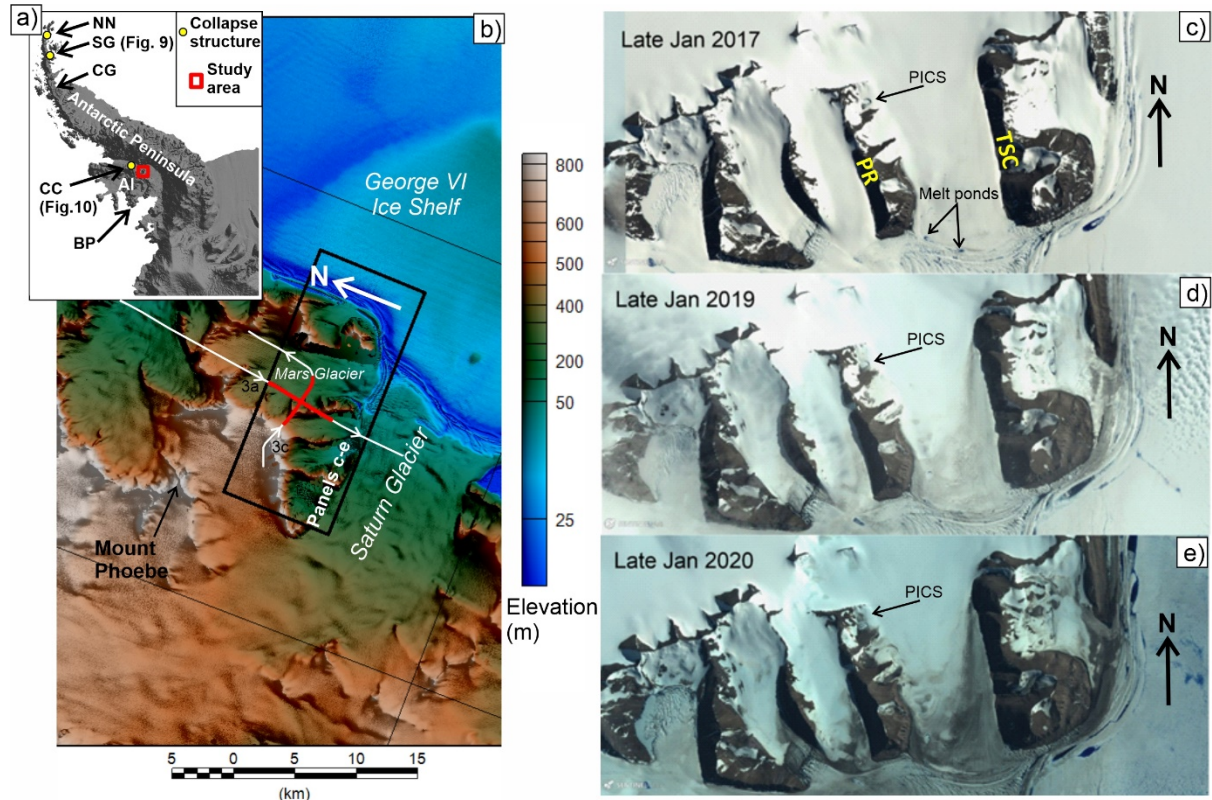 a)
NN
SG (Fig. 9)
CG
Antarctic Peninsula
CC
(Fig.10)
AI
BP
Collapse
structure
Study
area
b)
George VI
Ice Shelf
N
Mars Glacier
3a
3c
Panels c-e
Saturn Glacier
Mount
Phoebe
800
600
500
400
200
50
25
Elevation
(m)
5 0 5 10 15
(km)
Late Jan 2017
c)
PICS
N
TSC
PR
Melt ponds
Late Jan 2019
d)
PICS
N
Late Jan 2020
e)
PICS
N